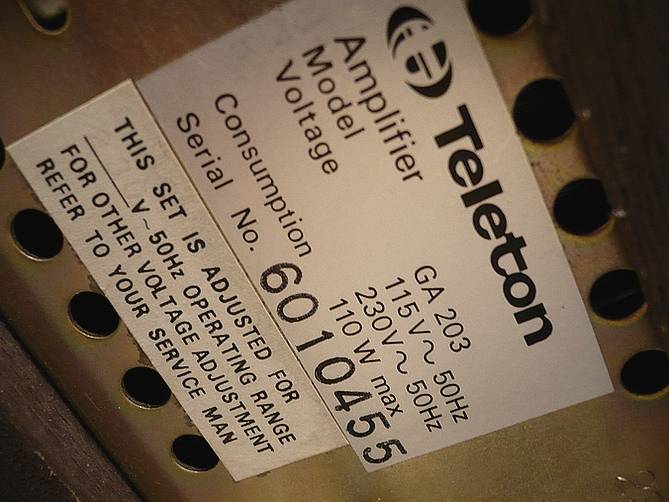 Teleton
Amplifier
Model GA 203
Voltage 115 V~ 50Hz
230 V~ 50Hz
Consumption 110 W max
Serial No. 6010455
THIS SET IS ADJUSTED FOR
V~50Hz OPERATING RANGE
FOR OTHER VOLTAGE ADJUSTMENT
REFER TO YOUR SERVICE MAN